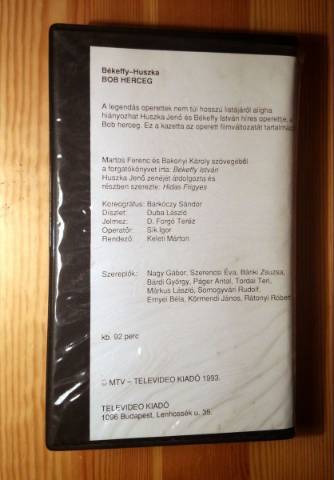 Békeffy–Huszka
BOB HERCEG
A legendás operettek nem túl hosszú listájáról aligha
hiányozhat Huszka Jenő és Békeffy István híres operettje, a
Bob herceg. Ez a kazetta az operett filmváltozatát tartalmazza
Martos Ferenc és Bakonyi Károly szövegéből
a forgatókönyvet írta: Békeffy István
Huszka Jenő zenéjét átdolgozta és
részben szerezte: Hidas Frigyes
Koreográfus: Barkóczy Sándor
Díszlet: Duba László
Jelmez: D. Forgó Teréz
Operatőr: Sík Igor
Rendező: Keleti Márton
Szereplők: Nagy Gábor, Szerencsi Éva, Bánki Zsuzsa,
Bárdi György, Páger Antal, Tordai Teri,
Márkus László, Somogyvári Rudolf,
Ernyei Béla, Körmendi János, Rátonyi Róbert
kb. 92 perc
© MTV – TELEVIDEO KIADÓ 1993.
TELEVIDEO KIADÓ
1096 Budapest, Lenhossék u. 36.